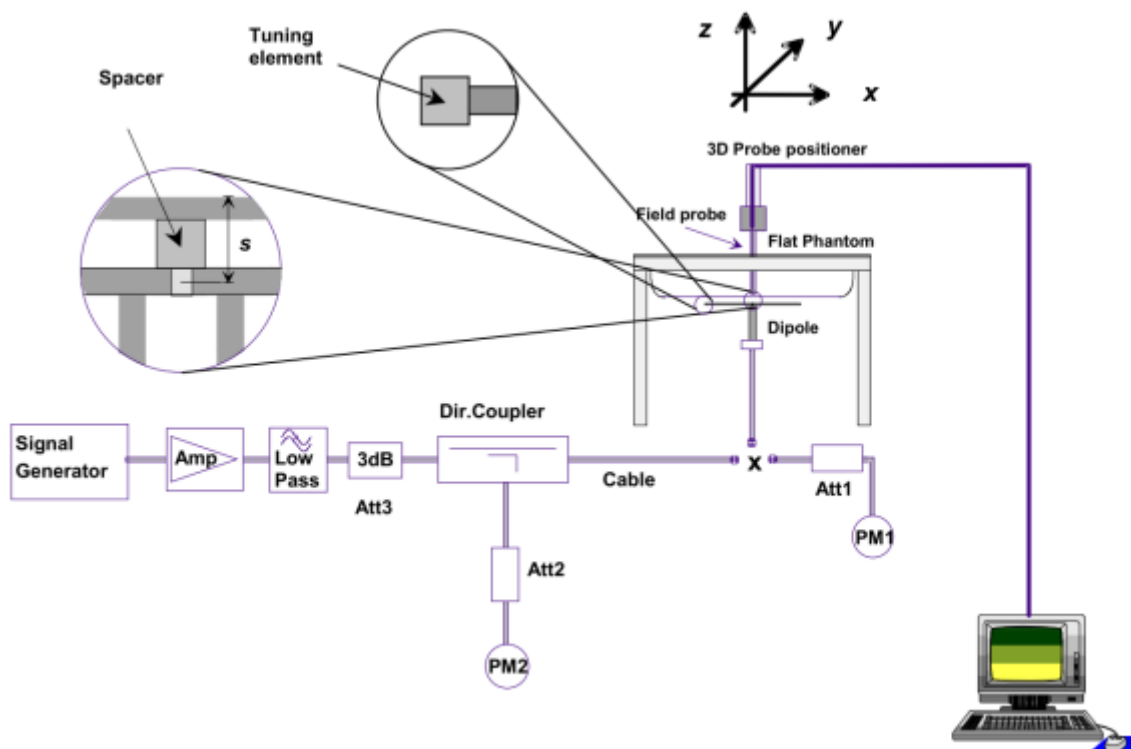 Tuning
element
Spacer
z
y
x
3D Probe positioner
Field probe
Flat Phantom
s
Dipole
Dir.Coupler
Signal
Generator
Amp
Low
Pass
3dB
Att3
Cable
x
Att1
PM1
Att2
PM2